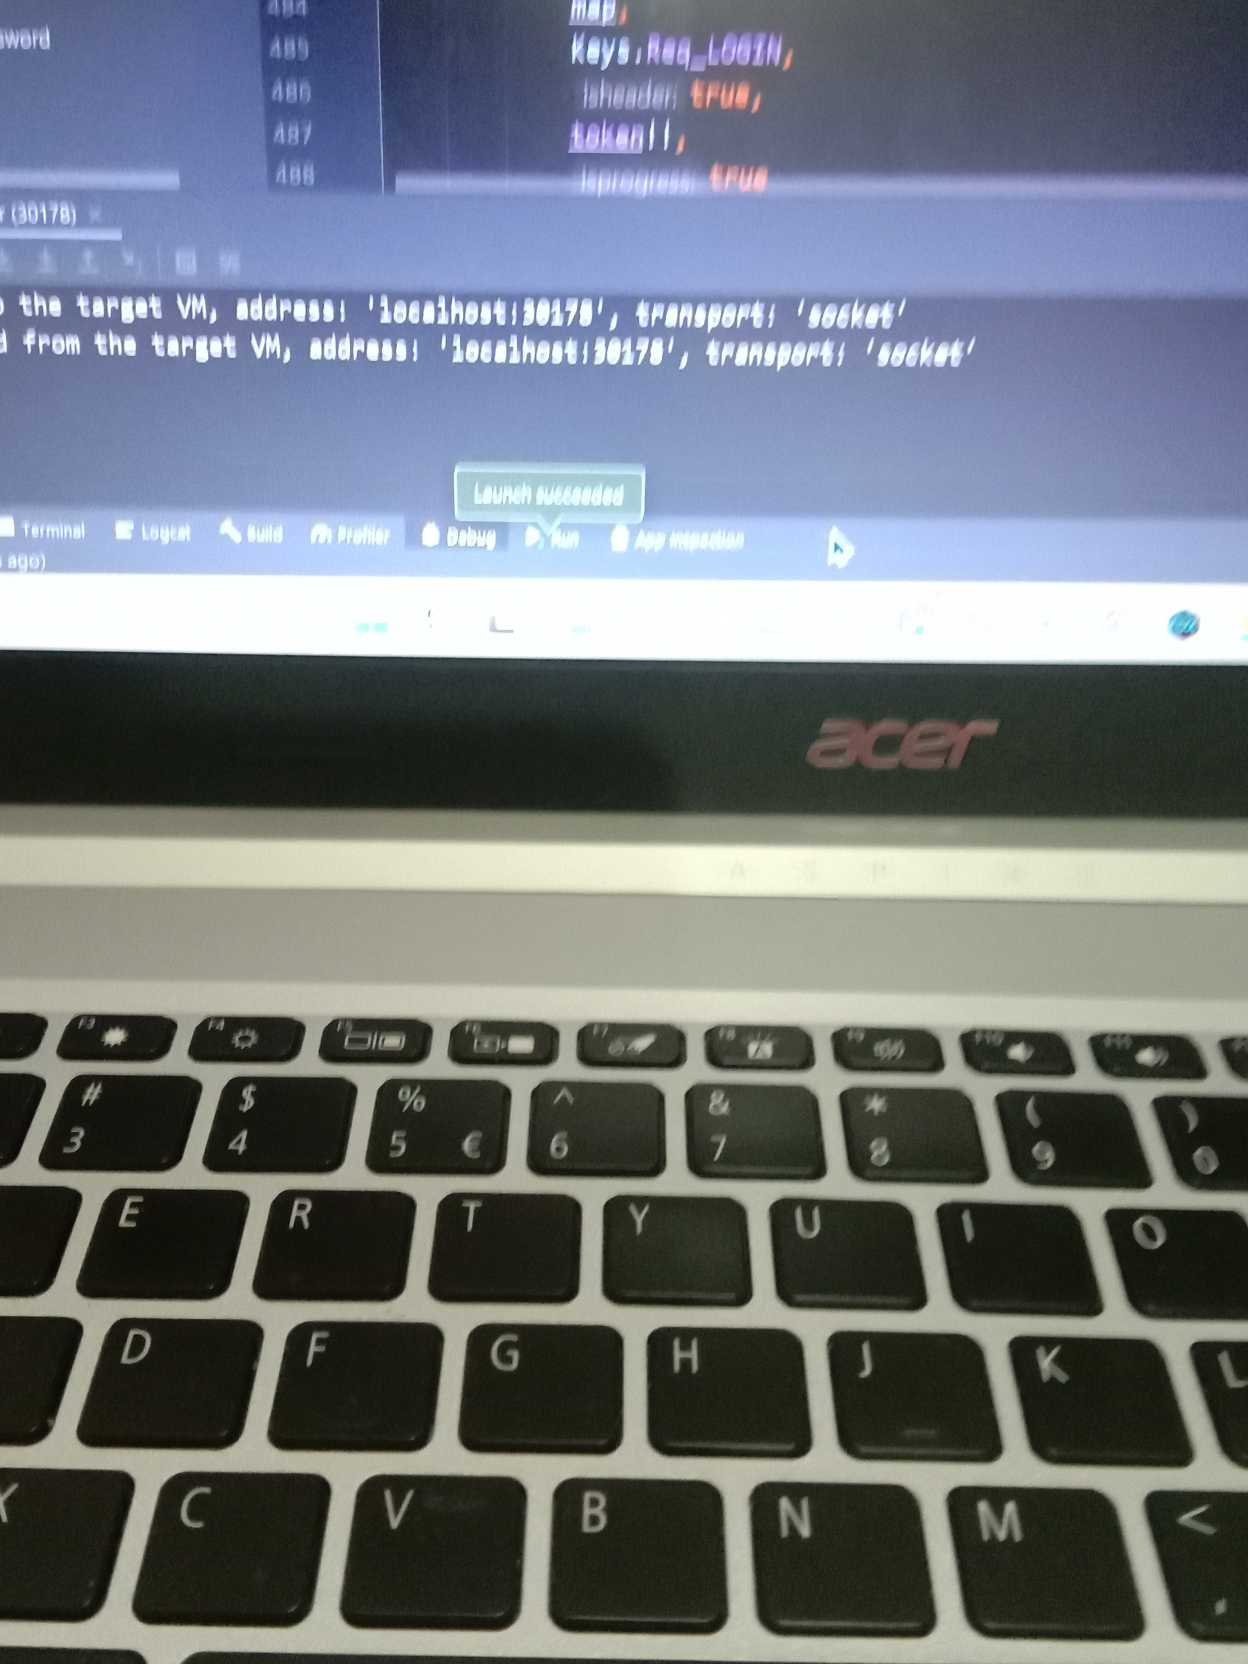 484
map,
sword
485
Keys.Req_LOGIN,
486
isheader: true,
487
token!!,
488
isprogress: true
r (30178) ×
o the target VM, address: 'localhost:30178', transport: 'socket'
d from the target VM, address: 'localhost:30178', transport: 'socket'
Launch succeeded
Terminal Logcat Build Profiler Debug Run App Inspection
s ago)
acer
A S P I R E
F3 F4 F5 F6 F7 F8 F9 F10 F11
# $ % ^ & * ( )
3 4 5 € 6 7 8 9 0
E R T Y U I O
D F G H J K L
X C V B N M <
,